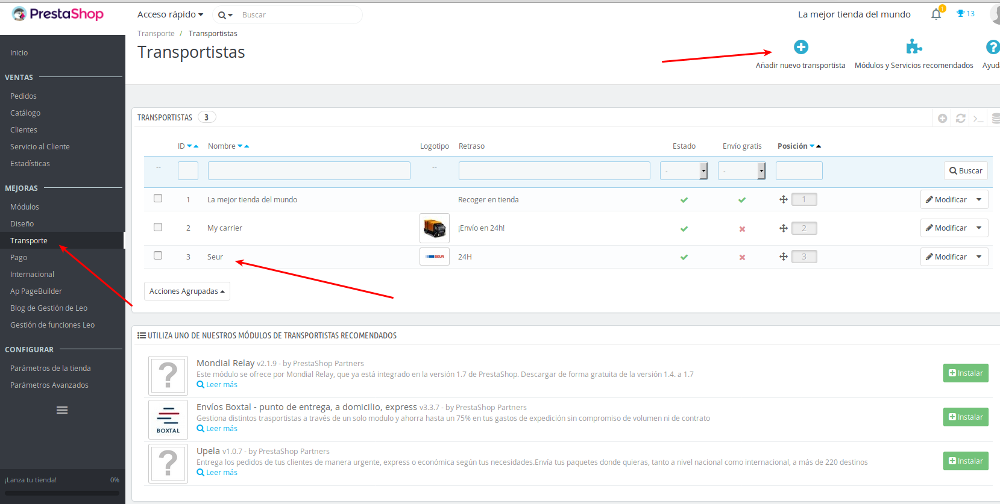 PrestaShop
Acceso rápido
Buscar
La mejor tienda del mundo
1
13
Transporte / Transportistas
Transportistas
Añadir nuevo transportista
Módulos y Servicios recomendados
Ayuda
Inicio
VENTAS
Pedidos
Catálogo
Clientes
Servicio al Cliente
Estadísticas
MEJORAS
Módulos
Diseño
Transporte
Pago
Internacional
Ap PageBuilder
Blog de Gestión de Leo
Gestión de funciones Leo
CONFIGURAR
Parámetros de la tienda
Parámetros Avanzados
¡Lanza tu tienda! 0%
TRANSPORTISTAS 3
ID Nombre Logotipo Retraso Estado Envío gratis Posición
-- -- - - Buscar
1 La mejor tienda del mundo Recoger en tienda 1 Modificar
2 My carrier ¡Envío en 24h! 2 Modificar
3 Seur SEUR 24H 3 Modificar
Acciones Agrupadas
UTILIZA UNO DE NUESTROS MÓDULOS DE TRANSPORTISTAS RECOMENDADOS
Mondial Relay v2.1.9 - by PrestaShop Partners
Este módulo se ofrece por Mondial Relay, que ya está integrado en la versión 1.7 de PrestaShop. Descargar de forma gratuita de la versión 1.4. a 1.7
Leer más
Instalar
BOXTAL
Envíos Boxtal - punto de entrega, a domicilio, express v3.3.7 - by PrestaShop Partners
Gestiona distintos trasportistas a través de un solo modulo y ahorra hasta un 75% en tus gastos de expedición sin compromiso de volumen ni de contrato
Leer más
Instalar
Upela v1.0.7 - by PrestaShop Partners
Entrega los pedidos de tus clientes de manera urgente, express o económica según tus necesidades.Envía tus paquetes donde quieras, tanto a nivel nacional como internacional, a más de 220 destinos
Leer más
Instalar